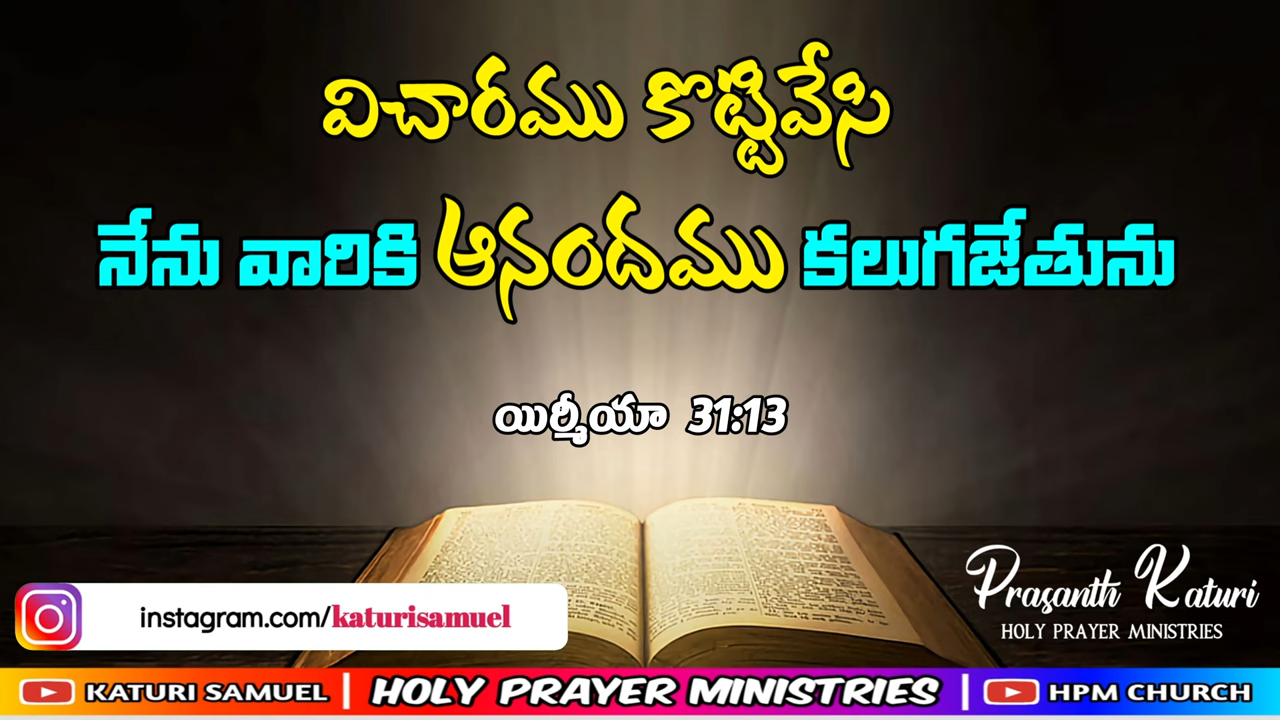 విచారము కొట్టివేసి
నేను వారికి ఆనందము కలుగజేతును
యిర్మీయా 31:13
instagram.com/katurisamuel
Prasanth Katuri
HOLY PRAYER MINISTRIES
KATURI SAMUEL | HOLY PRAYER MINISTRIES | HPM CHURCH